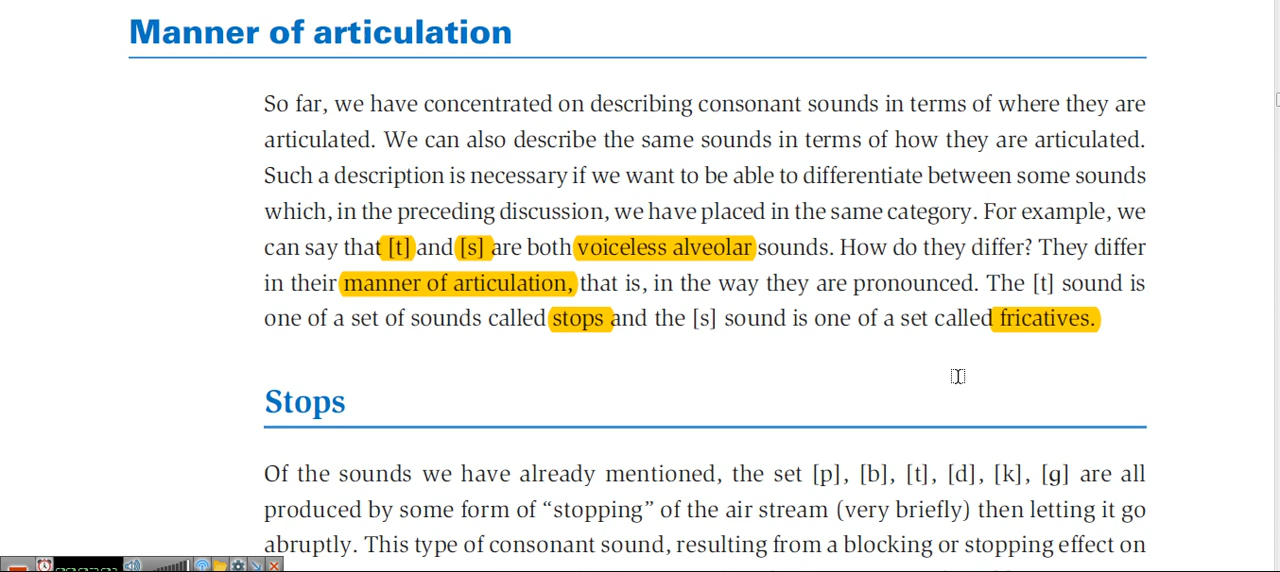 Manner of articulation
So far, we have concentrated on describing consonant sounds in terms of where they are
articulated. We can also describe the same sounds in terms of how they are articulated.
Such a description is necessary if we want to be able to differentiate between some sounds
which, in the preceding discussion, we have placed in the same category. For example, we
can say that [t] and [s] are both voiceless alveolar sounds. How do they differ? They differ
in their manner of articulation, that is, in the way they are pronounced. The [t] sound is
one of a set of sounds called stops and the [s] sound is one of a set called fricatives.
Stops
Of the sounds we have already mentioned, the set [p], [b], [t], [d], [k], [ɡ] are all
produced by some form of “stopping” of the air stream (very briefly) then letting it go
abruptly. This type of consonant sound, resulting from a blocking or stopping effect on